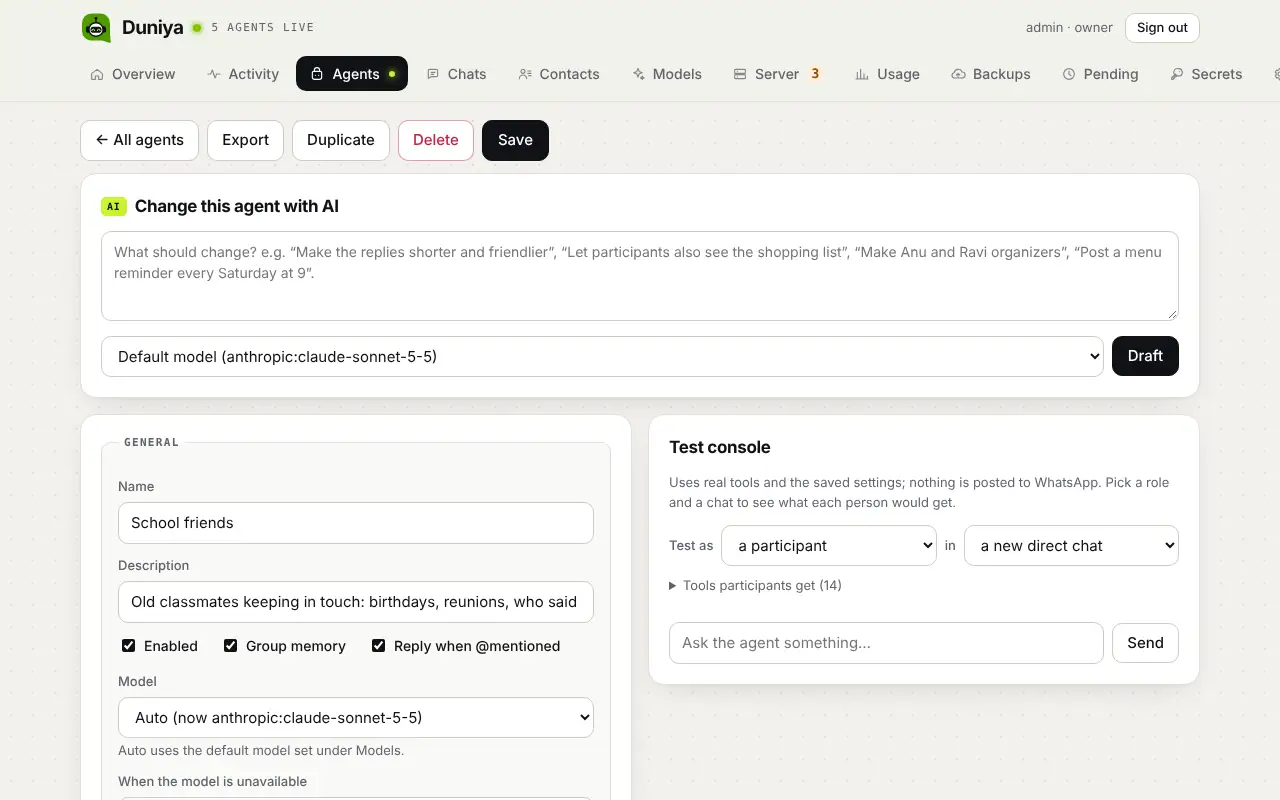 Duniya
5 AGENTS LIVE
admin · owner
Sign out
Overview
Activity
Agents
Chats
Contacts
Models
Server 3
Usage
Backups
Pending
Secrets
← All agents
Export
Duplicate
Delete
Save
AI Change this agent with AI
What should change? e.g. “Make the replies shorter and friendlier”, “Let participants also see the shopping list”, “Make Anu and Ravi organizers”, “Post a menu
reminder every Saturday at 9”.
Default model (anthropic:claude-sonnet-5-5)
Draft
GENERAL
Name
School friends
Description
Old classmates keeping in touch: birthdays, reunions, who said
Enabled
Group memory
Reply when @mentioned
Model
Auto (now anthropic:claude-sonnet-5-5)
Auto uses the default model set under Models.
When the model is unavailable
Test console
Uses real tools and the saved settings; nothing is posted to WhatsApp. Pick a role
and a chat to see what each person would get.
Test as a participant in a new direct chat
Tools participants get (14)
Ask the agent something...
Send